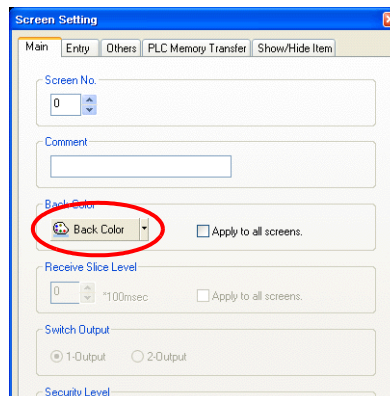 Screen Setting
Main Entry Others PLC Memory Transfer Show/Hide Item
Screen No.
0
Comment
Back Color
Back Color Apply to all screens.
Receive Slice Level
0 *100msec Apply to all screens.
Switch Output
1-Output 2-Output
Security Level